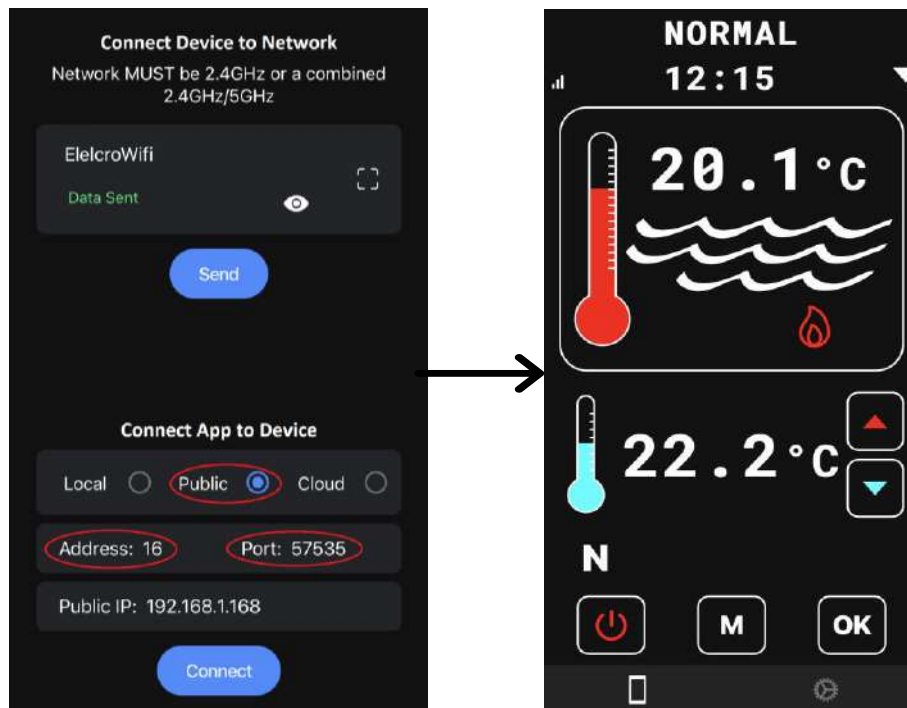 Connect Device to Network
Network MUST be 2.4GHz or a combined
2.4GHz/5GHz
ElelcroWifi
Data Sent
Send
Connect App to Device
Local Public Cloud
Address: 16 Port: 57535
Public IP: 192.168.1.168
Connect
NORMAL
12:15
20.1°C
22.2°C
N
M OK